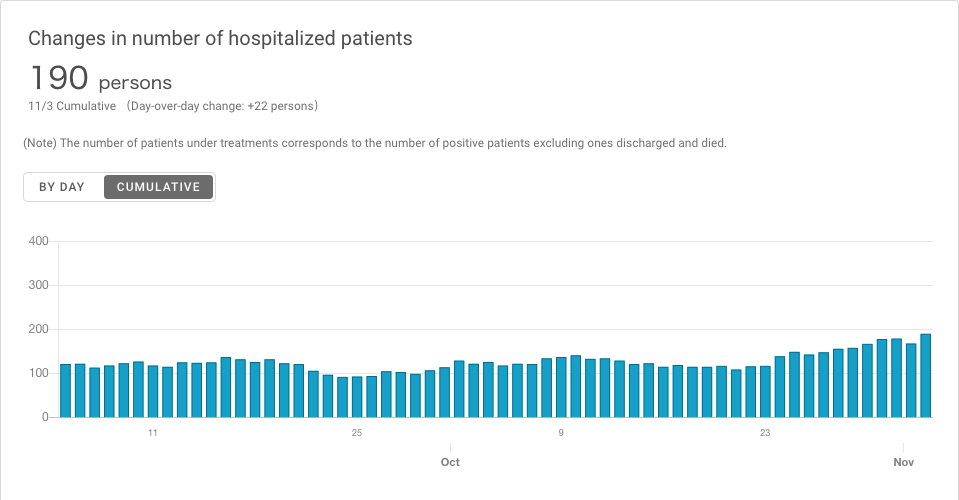 Changes in number of hospitalized patients
190 persons
11/3 Cumulative （Day-over-day change: +22 persons）
(Note) The number of patients under treatments corresponds to the number of positive patients excluding ones discharged and died.
BY DAY CUMULATIVE
400
300
200
100
0
11 25 9 23
Oct Nov